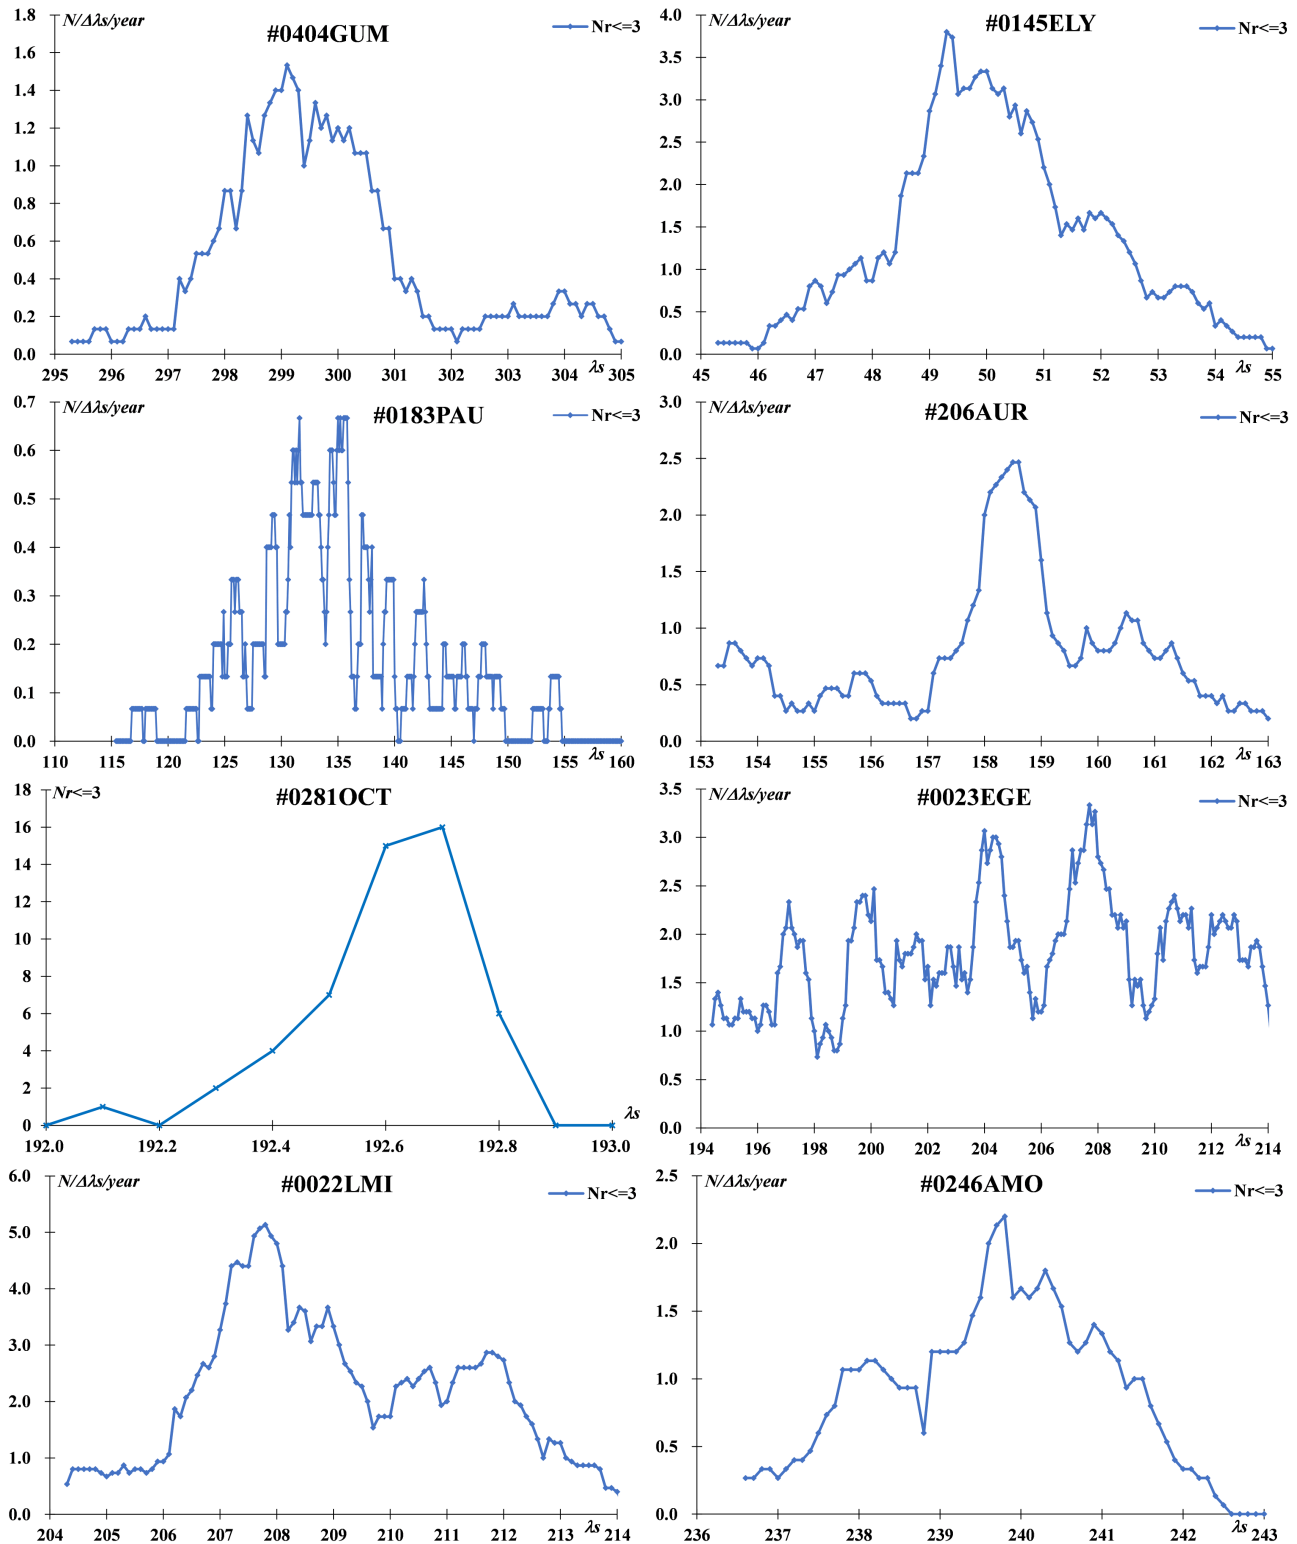 N/Δλs/year
#0404GUM
Nr<=3
1.8
1.6
1.4
1.2
1.0
0.8
0.6
0.4
0.2
0.0
295 296 297 298 299 300 301 302 303 304 305
λs
N/Δλs/year
#0145ELY
Nr<=3
4.0
3.5
3.0
2.5
2.0
1.5
1.0
0.5
0.0
45 46 47 48 49 50 51 52 53 54 55
λs
N/Δλs/year
#0183PAU
Nr<=3
0.7
0.6
0.5
0.4
0.3
0.2
0.1
0.0
110 115 120 125 130 135 140 145 150 155 160
λs
N/Δλs/year
#206AUR
Nr<=3
3.0
2.5
2.0
1.5
1.0
0.5
0.0
153 154 155 156 157 158 159 160 161 162 163
λs
Nr<=3
#0281OCT
18
16
14
12
10
8
6
4
2
0
192.0 192.2 192.4 192.6 192.8 193.0
λs
N/Δλs/year
#0023EGE
Nr<=3
3.5
3.0
2.5
2.0
1.5
1.0
0.5
0.0
194 196 198 200 202 204 206 208 210 212 214
λs
N/Δλs/year
#0022LMI
Nr<=3
6.0
5.0
4.0
3.0
2.0
1.0
0.0
204 205 206 207 208 209 210 211 212 213 214
λs
N/Δλs/year
#0246AMO
Nr<=3
2.5
2.0
1.5
1.0
0.5
0.0
236 237 238 239 240 241 242 243
λs